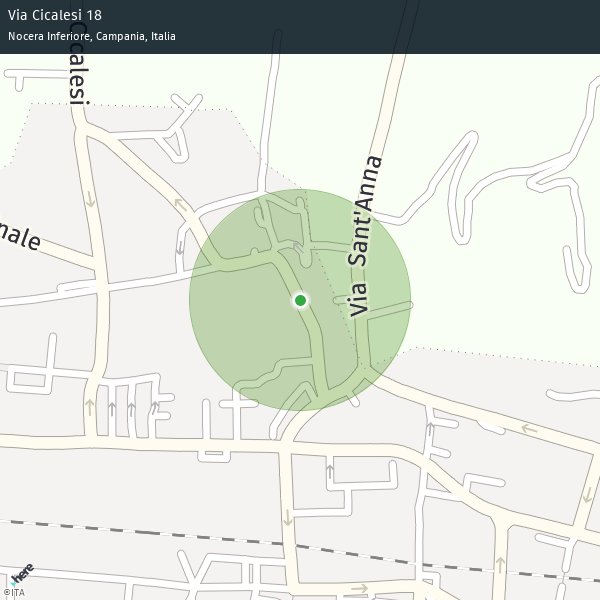 Via Cicalesi 18
Nocera Inferiore, Campania, Italia
Cicalesi
Via Sant'Anna
nale
here
©ITA